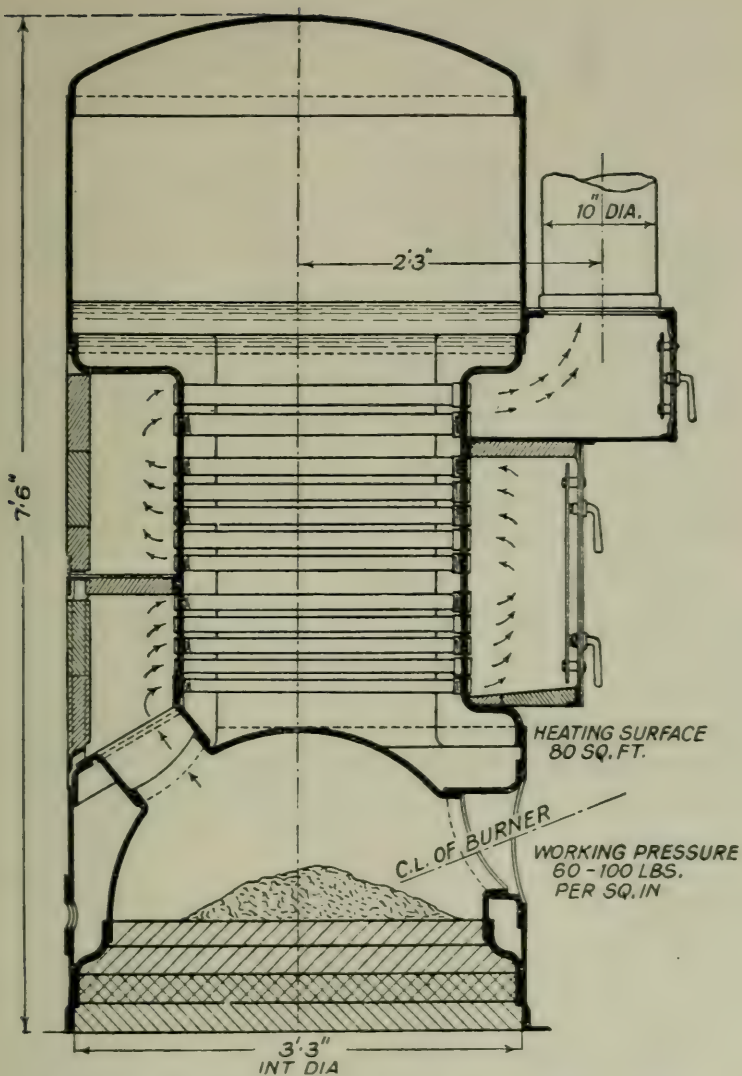 10" DIA.
2'.3"
7'.6"
HEATING SURFACE
80 SQ. FT.
C.L. OF BURNER
WORKING PRESSURE
60-100 LBS.
PER SQ. IN
3'.3"
INT DIA